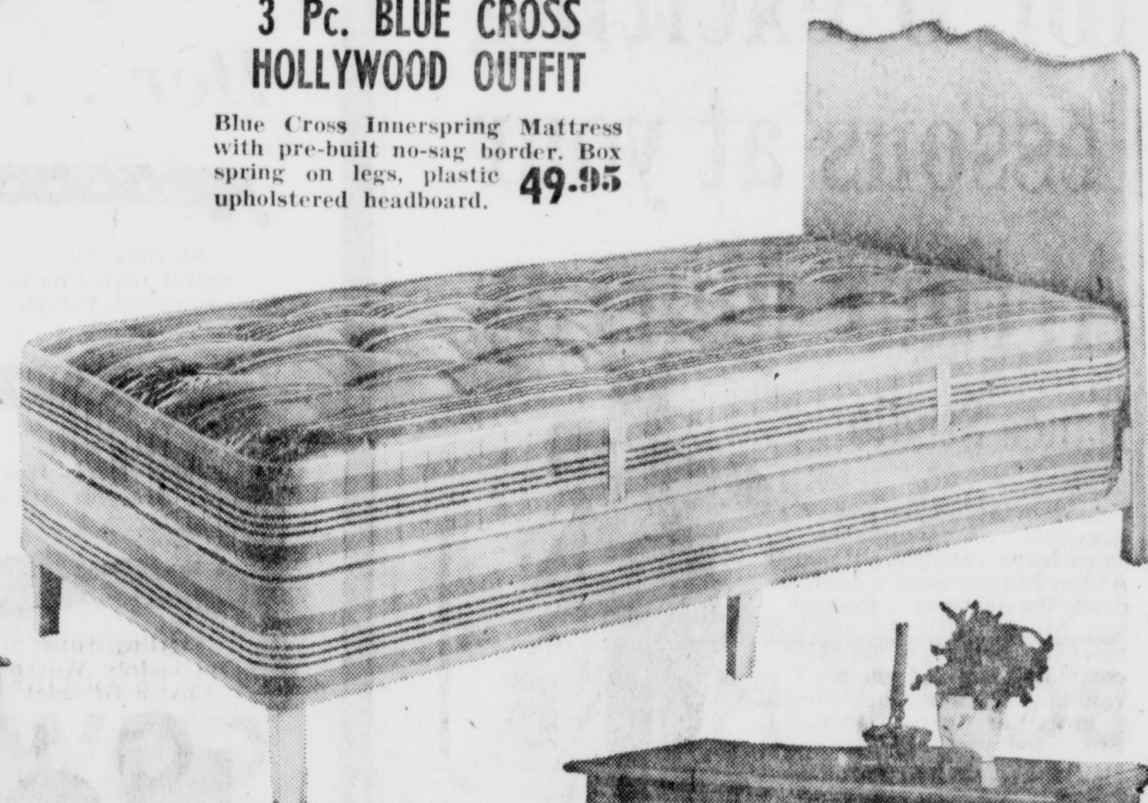 3 Pc. BLUE CROSS
HOLLYWOOD OUTFIT
Blue Cross Innerspring Mattress
with pre-built no-sag border. Box
spring on legs, plastic
upholstered headboard. 49.95